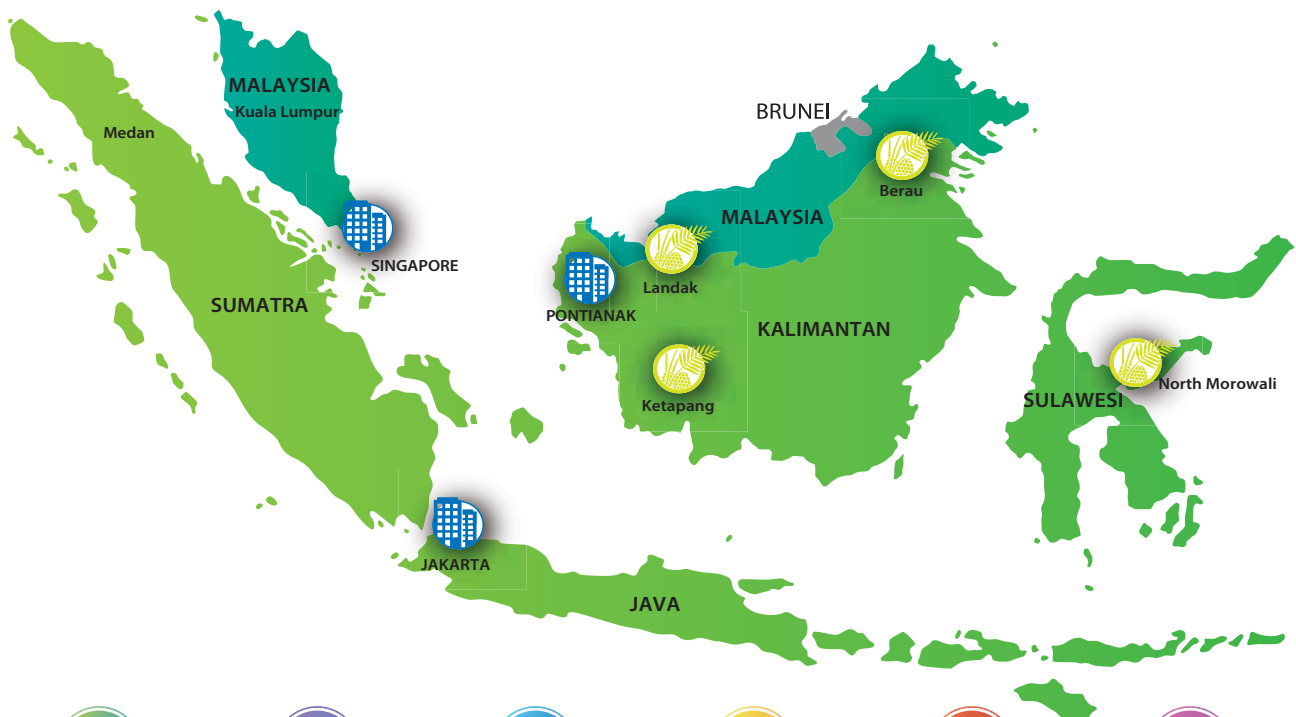 MALAYSIA
Kuala Lumpur
Medan
BRUNEI
Berau
MALAYSIA
SINGAPORE
Landak
SUMATRA
PONTIANAK
KALIMANTAN
North Morowali
SULAWESI
Ketapang
JAKARTA
JAVA